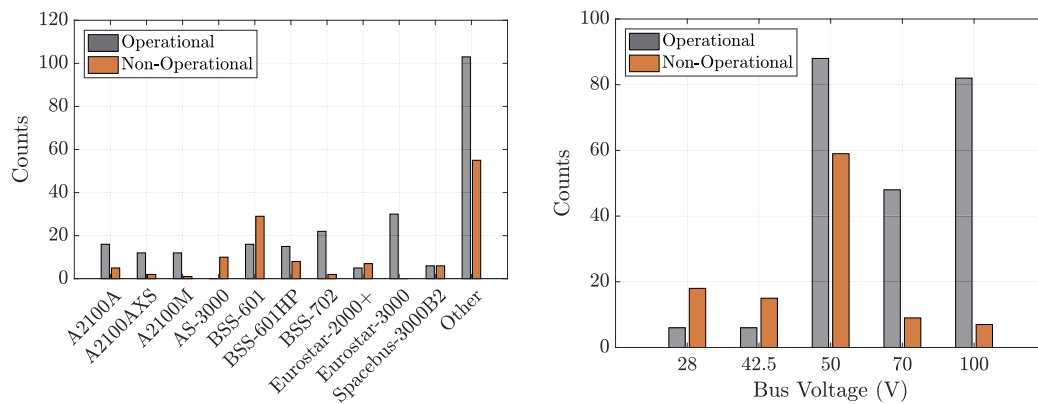 120
100
80
60
40
20
0
Counts
Operational
Non-Operational
A2100A
A2100AXS
A2100M
AS-3000
BSS-601
BSS-601HP
BSS-702
Eurostar-2000+
Eurostar-3000
Spacebus-3000B2
Other
100
80
60
40
20
0
Counts
Operational
Non-Operational
28 42.5 50 70 100
Bus Voltage (V)